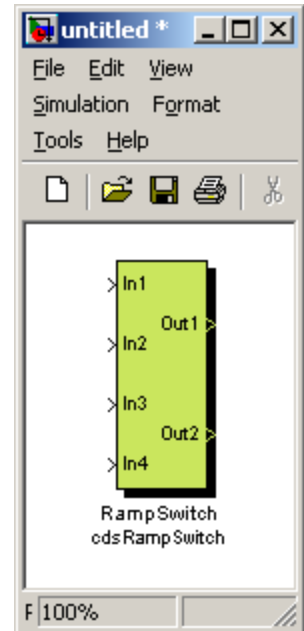 untitled *
File Edit View
Simulation Format
Tools Help
In1
Out1
In2
In3
Out2
In4
RampSwitch
cdsRampSwitch
F 100%